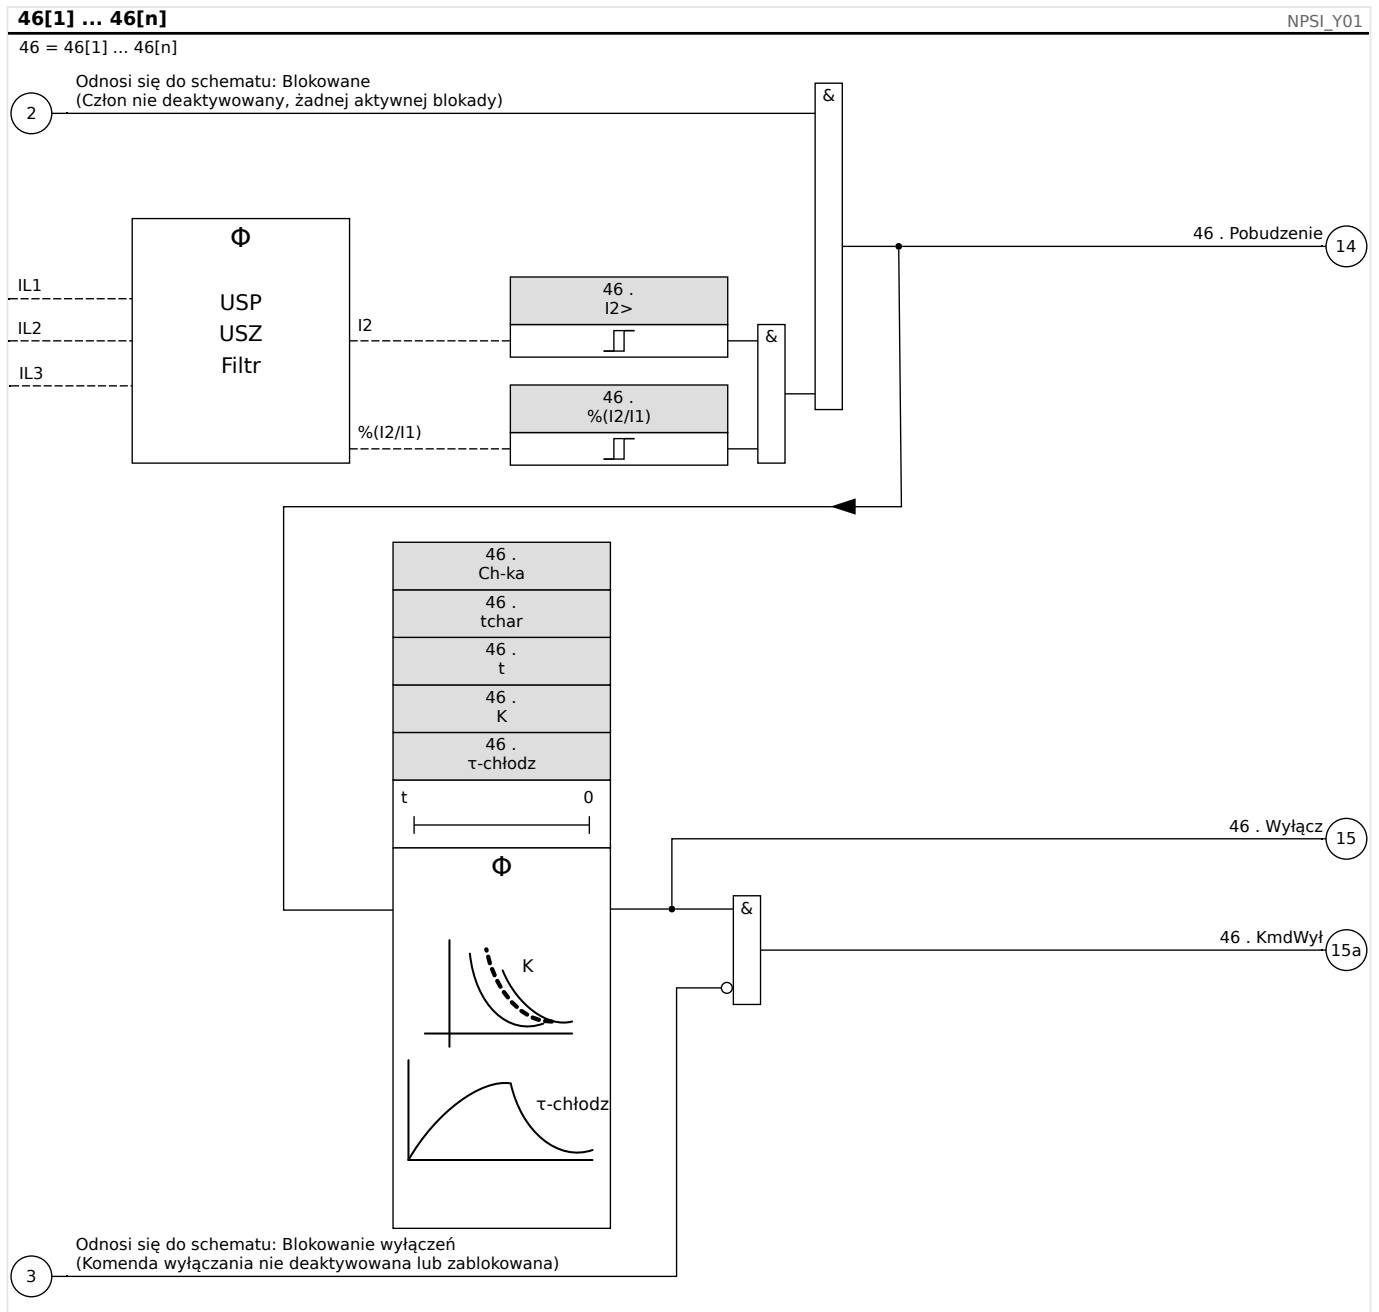 46[1] ... 46[n]
NPSI_Y01
46 = 46[1] ... 46[n]
Odnosi się do schematu: Blokowane
(Człon nie deaktywowany, żadnej aktywnej blokady)
2
&
46 . Pobudzenie
14
Φ
USP
USZ
Filtr
IL1
IL2
IL3
I2
%(I2/I1)
46 .
I2>
46 .
%(I2/I1)
&
46 .
Ch-ka
46 .
tchar
46 .
t
46 .
K
46 .
τ-chłodz
t 0
Φ
K
τ-chłodz
46 . Wyłącz
15
&
46 . KmdWył
15a
Odnosi się do schematu: Blokowanie wyłączeń
(Komenda wyłączania nie deaktywowana lub zablokowana)
3